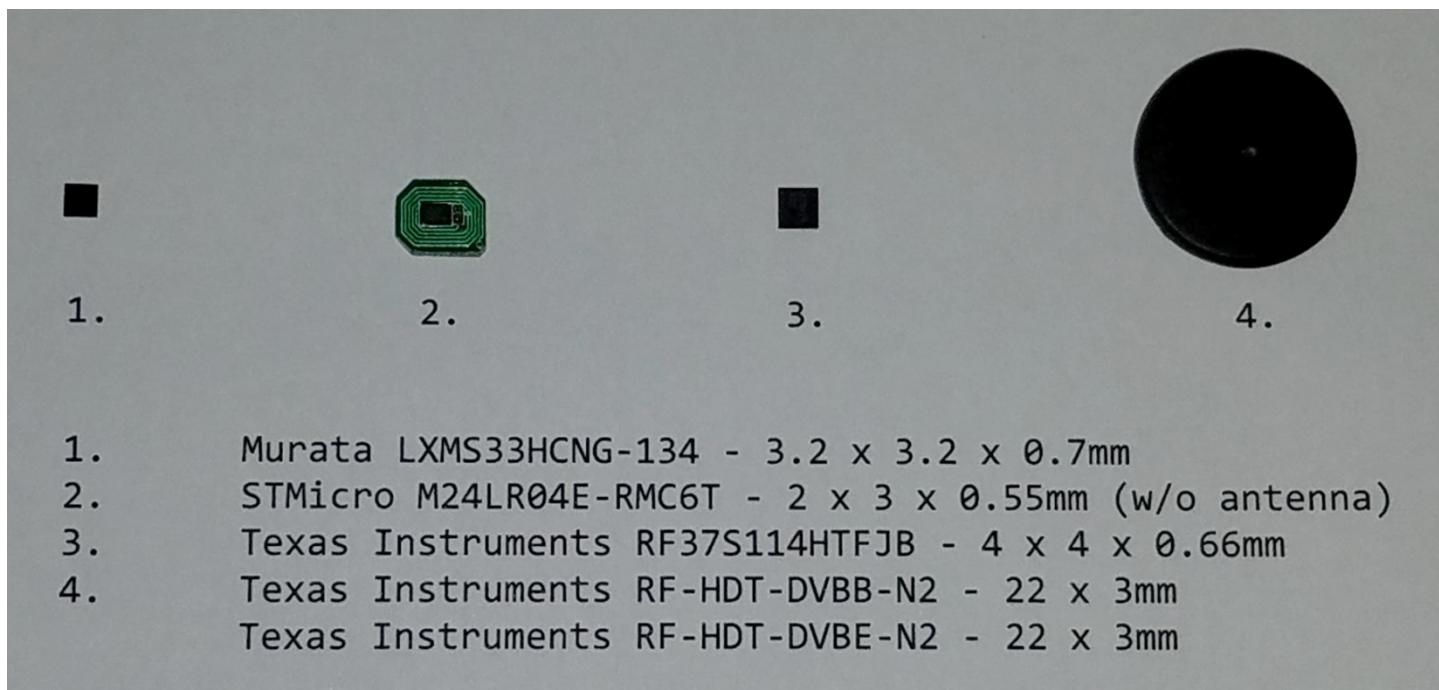 1. 2. 3. 4.
1. Murata LXMS33HCNG-134 - 3.2 x 3.2 x 0.7mm
2. STMicro M24LR04E-RMC6T - 2 x 3 x 0.55mm (w/o antenna)
3. Texas Instruments RF37S114HTFJB - 4 x 4 x 0.66mm
4. Texas Instruments RF-HDT-DVBB-N2 - 22 x 3mm
Texas Instruments RF-HDT-DVBE-N2 - 22 x 3mm